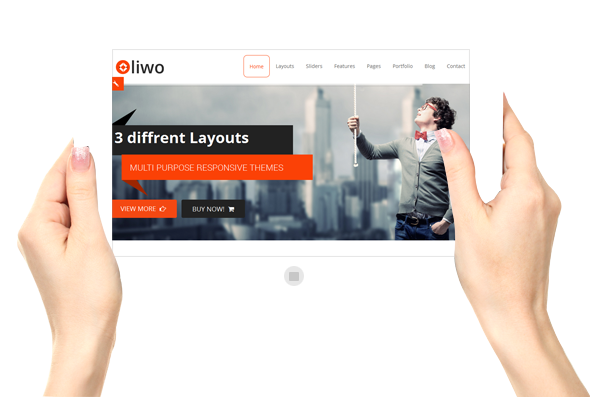 Oliwo
Home Layouts Sliders Features Pages Portfolio Blog Contact
3 diffrent Layouts
MULTI PURPOSE RESPONSIVE THEMES
VIEW MORE
BUY NOW!